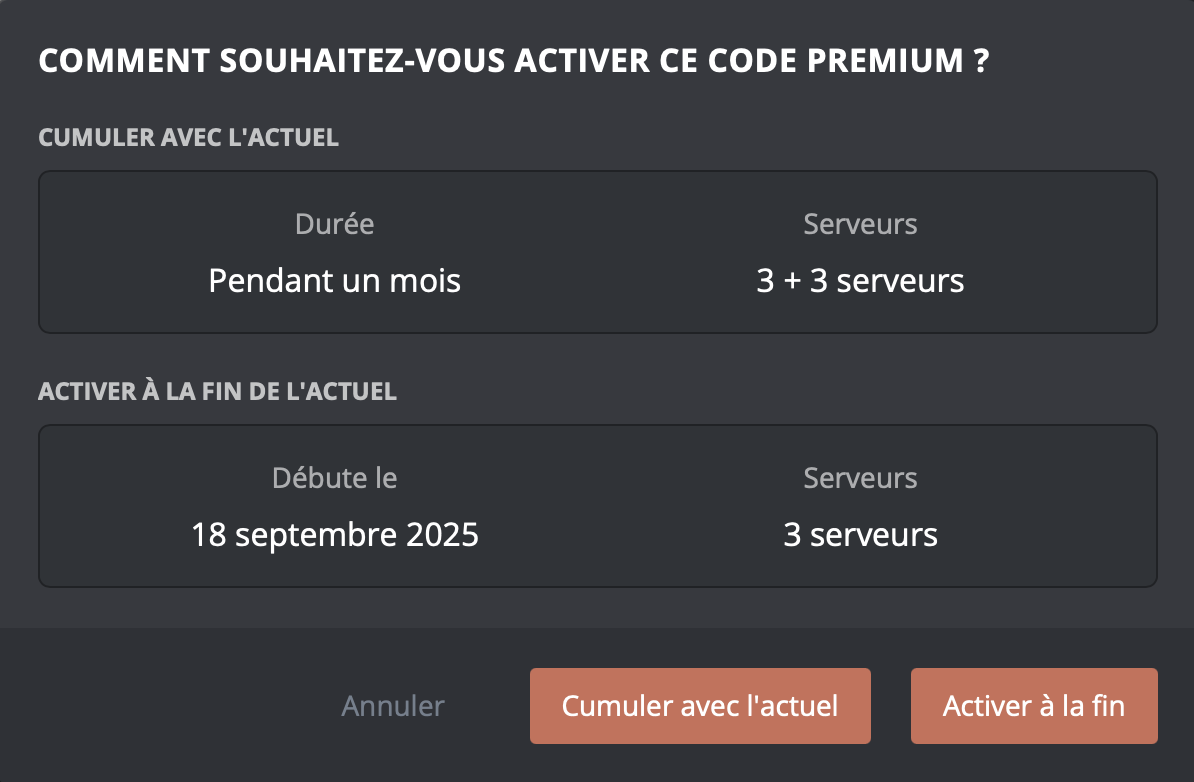 COMMENT SOUHAITEZ-VOUS ACTIVER CE CODE PREMIUM ?
CUMULER AVEC L'ACTUEL
Durée
Serveurs
Pendant un mois
3 + 3 serveurs
ACTIVER À LA FIN DE L'ACTUEL
Débute le
Serveurs
18 septembre 2025
3 serveurs
Annuler
Cumuler avec l'actuel
Activer à la fin